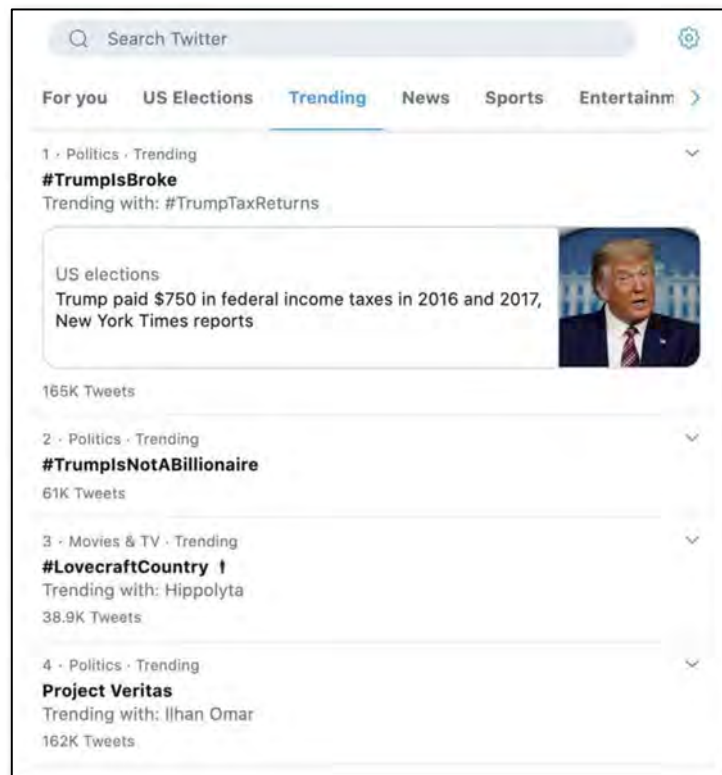 Search Twitter
For you US Elections Trending News Sports Entertainm
1 · Politics · Trending
#TrumpIsBroke
Trending with: #TrumpTaxReturns
US elections
Trump paid $750 in federal income taxes in 2016 and 2017,
New York Times reports
165K Tweets
2 · Politics · Trending
#TrumpIsNotABillionaire
61K Tweets
3 · Movies & TV · Trending
#LovecraftCountry
Trending with: Hippolyta
38.9K Tweets
4 · Politics · Trending
Project Veritas
Trending with: Ilhan Omar
162K Tweets